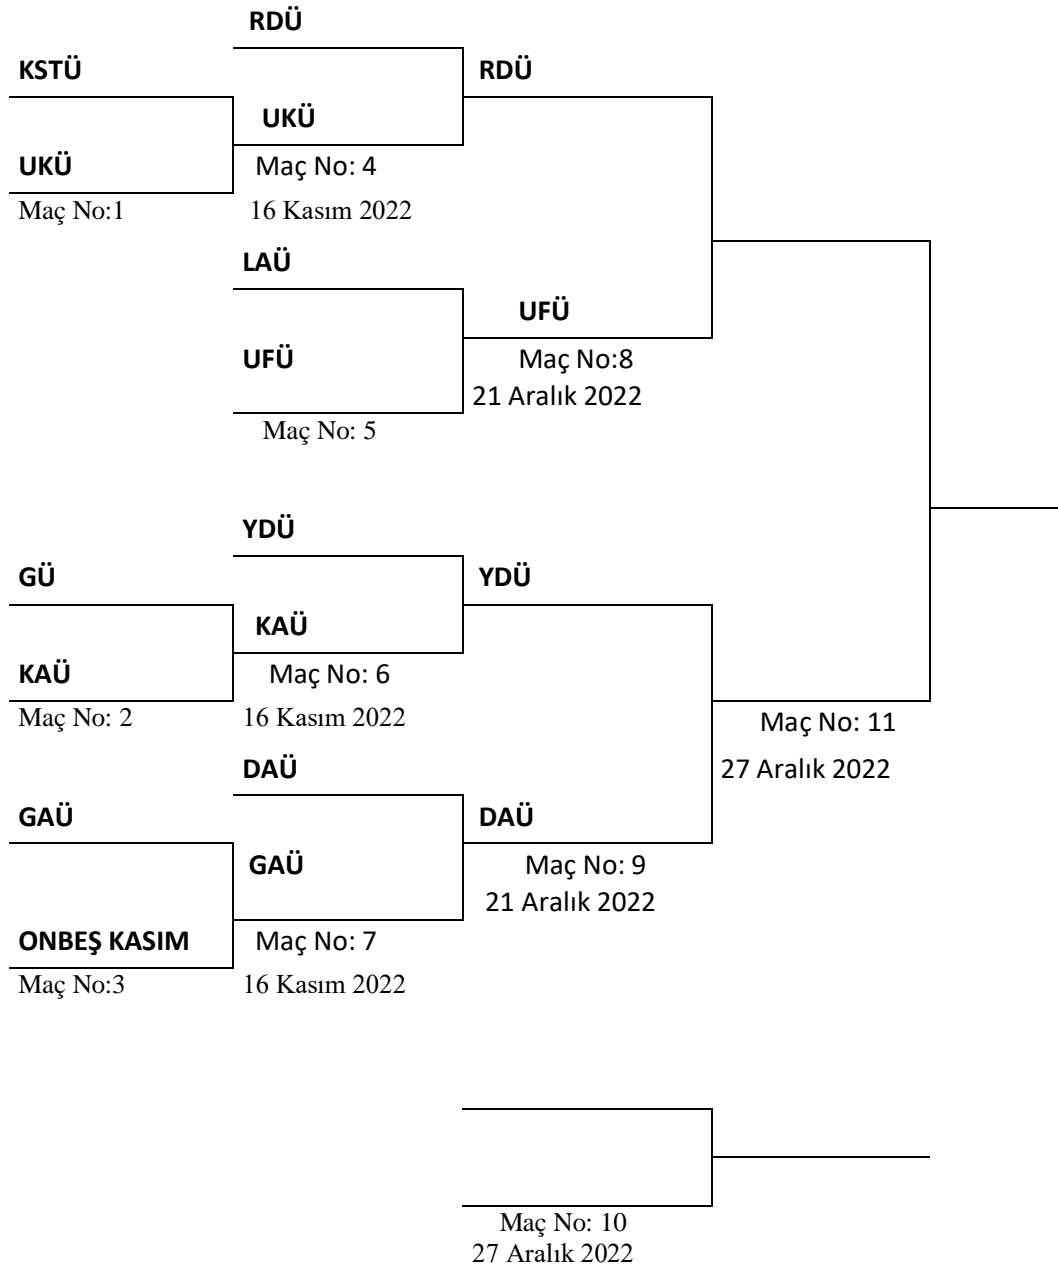 RDÜ
KSTÜ
RDÜ
UKÜ
UKÜ
Maç No: 4
Maç No:1
16 Kasım 2022
LAÜ
UFÜ
UFÜ
Maç No:8
21 Aralık 2022
Maç No: 5
YDÜ
GÜ
YDÜ
KAÜ
KAÜ
Maç No: 6
Maç No: 2
16 Kasım 2022
Maç No: 11
DAÜ
27 Aralık 2022
GAÜ
DAÜ
GAÜ
Maç No: 9
21 Aralık 2022
ONBEŞ KASIM
Maç No: 7
Maç No:3
16 Kasım 2022
Maç No: 10
27 Aralık 2022